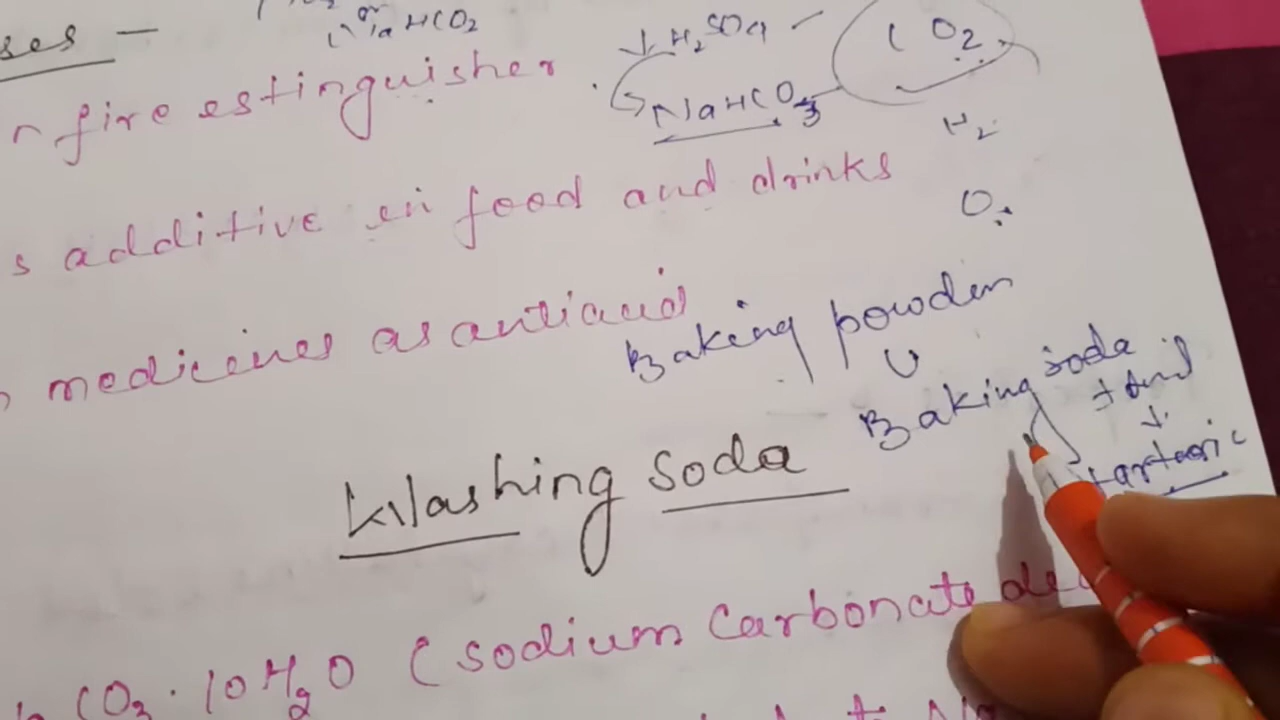 ses —
NaHCO2
n fire estinguisher
H2SO4
NaHCO3
CO2
H2
O2
s additive in food and drinks
medicines as antiacid
Baking powder
Baking soda
+ Acid
↓
tartaric
Washing soda
CO3 · 10H2O (sodium Carbonate dec